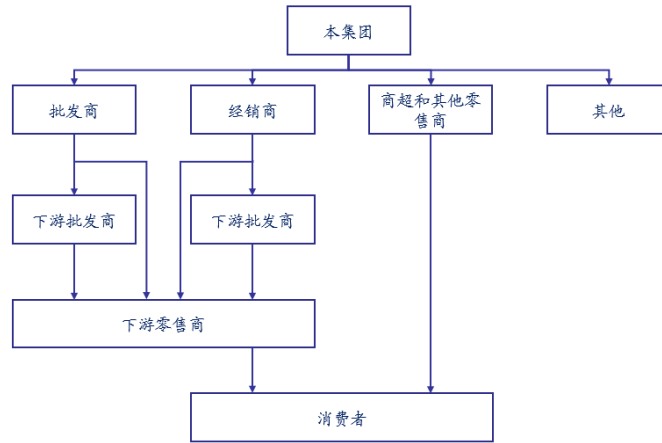 本集团
批发商
经销商
商超和其他零
售商
其他
下游批发商
下游批发商
下游零售商
消费者